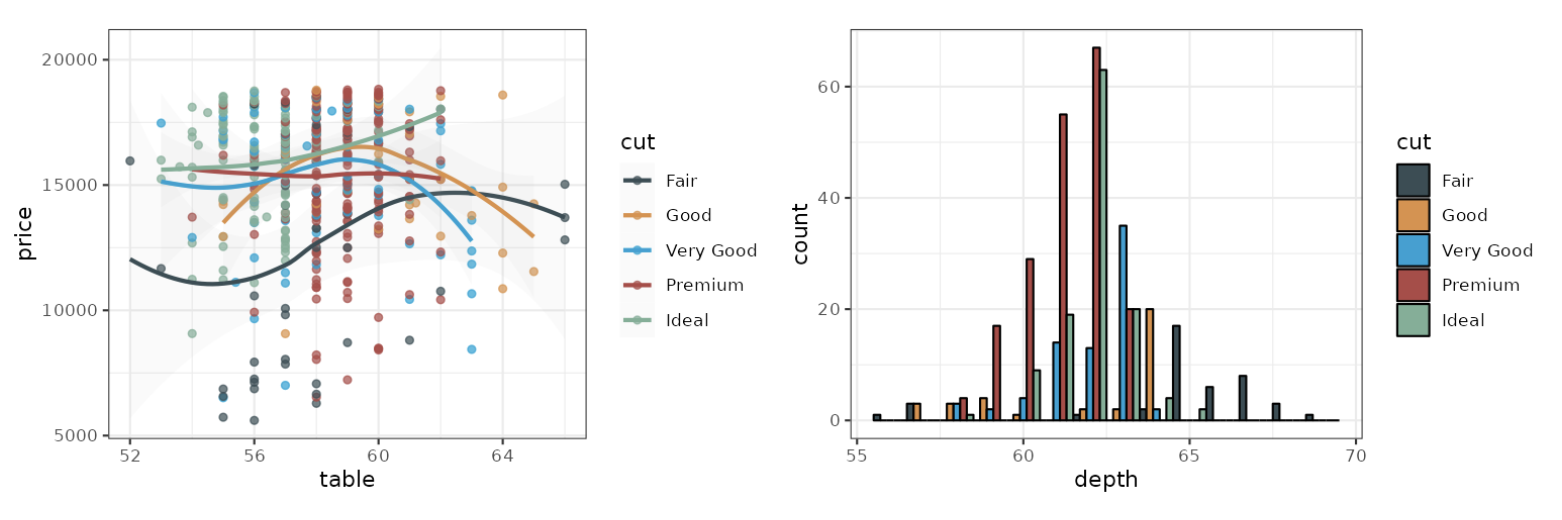 20000
15000
10000
5000
price
52 56 60 64
table
cut
Fair
Good
Very Good
Premium
Ideal
60
40
20
0
count
55 60 65 70
depth
cut
Fair
Good
Very Good
Premium
Ideal